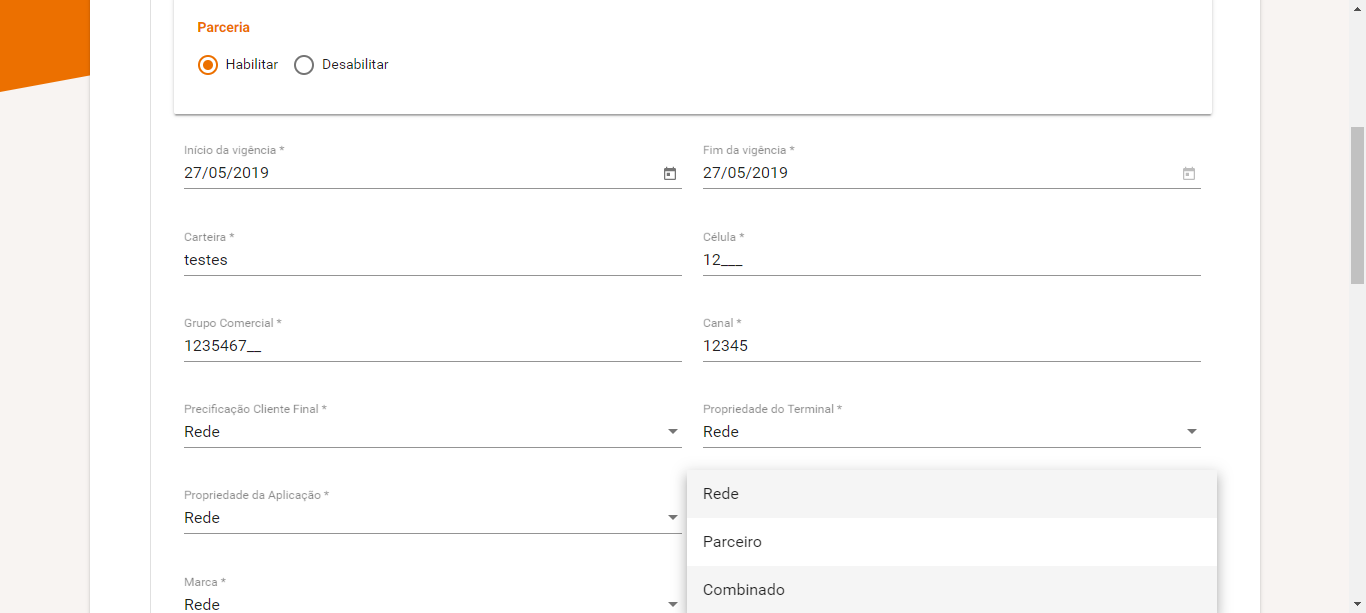 Parceria
Habilitar Desabilitar
Início da vigência * Fim da vigência *
27/05/2019 27/05/2019
Carteira * Célula *
testes 12___
Grupo Comercial * Canal *
1235467__ 12345
Precificação Cliente Final * Propriedade do Terminal *
Rede Rede
Propriedade da Aplicação *
Rede
Marca *
Rede
Rede
Parceiro
Combinado